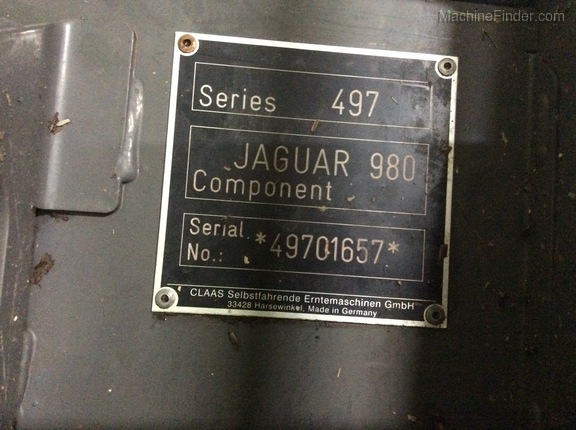 MachineFinder.com
Series 497
JAGUAR 980
Component
Serial
No.: *49701657*
CLAAS Selbstfahrende Erntemaschinen GmbH
33428 Harsewinkel, Made in Germany